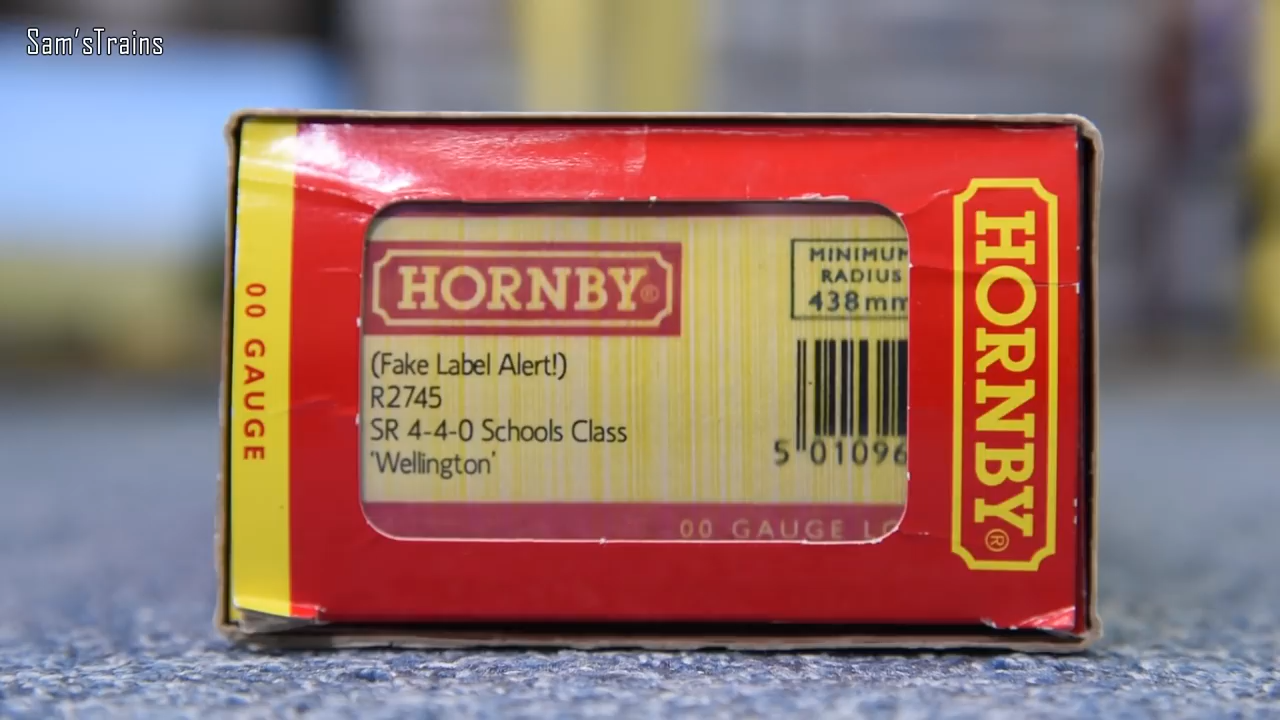 Sam'sTrains
00 GAUGE
HORNBY®
(Fake Label Alert!)
R2745
SR 4-4-0 Schools Class
'Wellington'
MINIMUM
RADIUS
438mm
5 01096
00 GAUGE LO
HORNBY®